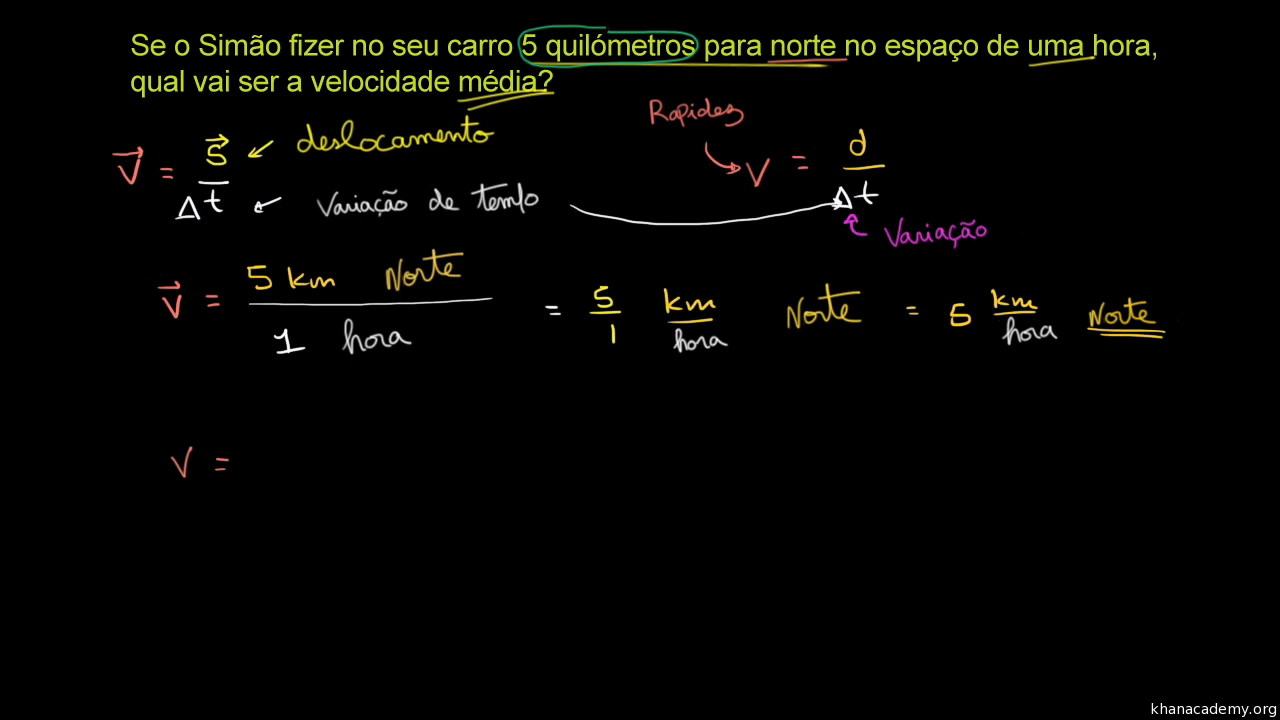 Se o Simão fizer no seu carro 5 quilómetros para norte no espaço de uma hora,
qual vai ser a velocidade média?
Rapidez
v⃗ = s⃗ / Δt
deslocamento
variação de tempo
v = d / Δt
variação
v⃗ = 5 km Norte / 1 hora = 5/1 km/hora Norte = 5 km/hora Norte
v =
khanacademy.org